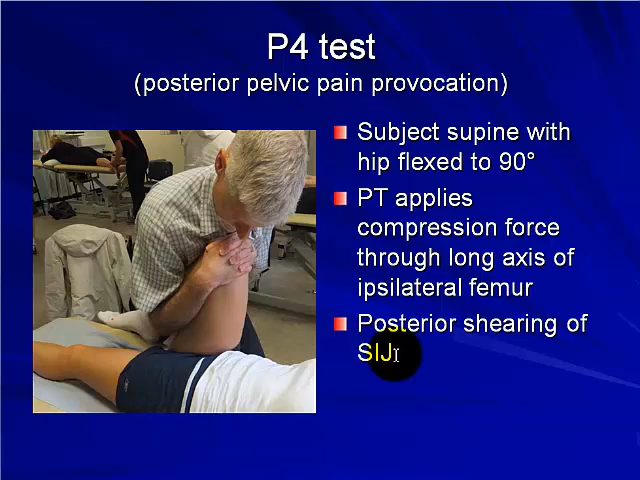 P4 test
(posterior pelvic pain provocation)
Subject supine with
hip flexed to 90°
PT applies
compression force
through long axis of
ipsilateral femur
Posterior shearing of
SIJ